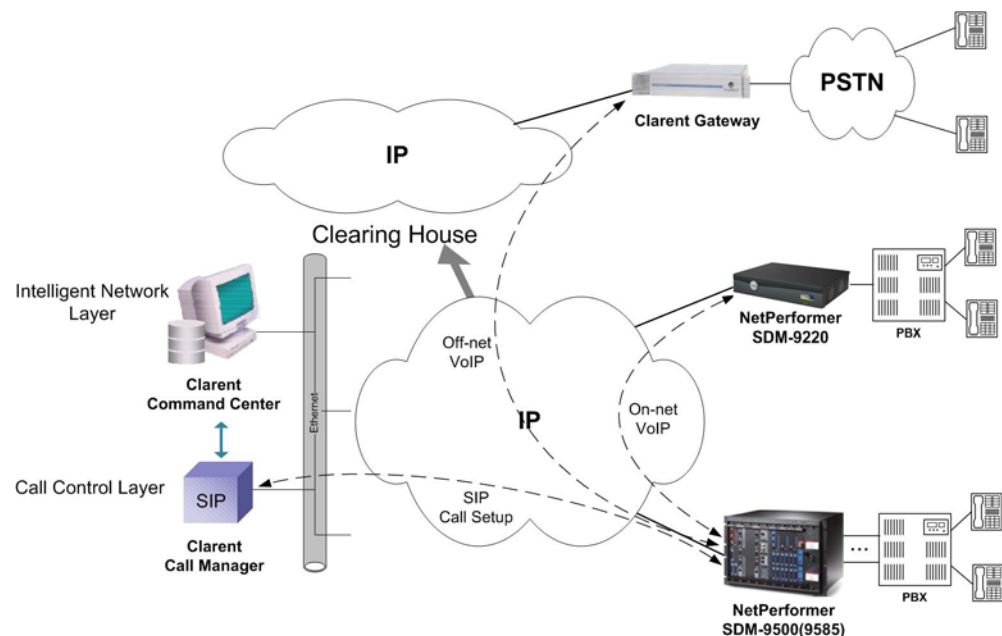 PSTN
Clarent Gateway
IP
Clearing House
Intelligent Network
Layer
Clarent
Command Center
Off-net
VoIP
NetPerformer
SDM-9220
PBX
Ethernet
IP
On-net
VoIP
Call Control Layer
SIP
SIP
Call Setup
Clarent
Call Manager
PBX
NetPerformer
SDM-9500(9585)